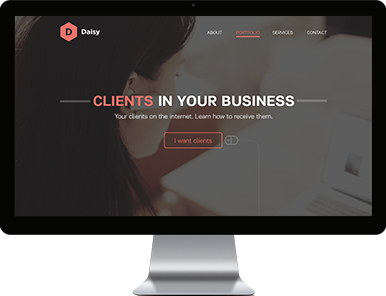 D Daisy
ABOUT PORTFOLIO SERVICES CONTACT
CLIENTS IN YOUR BUSINESS
Your clients on the internet. Learn how to receive them.
I want clients